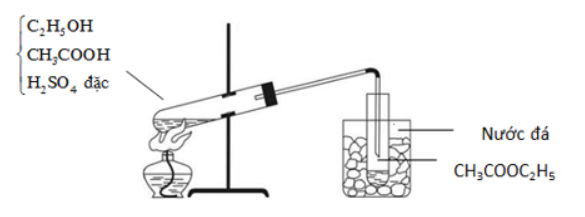 C₂H₅OH
CH₃COOH
H₂SO₄ đặc
Nước đá
CH₃COOC₂H₅